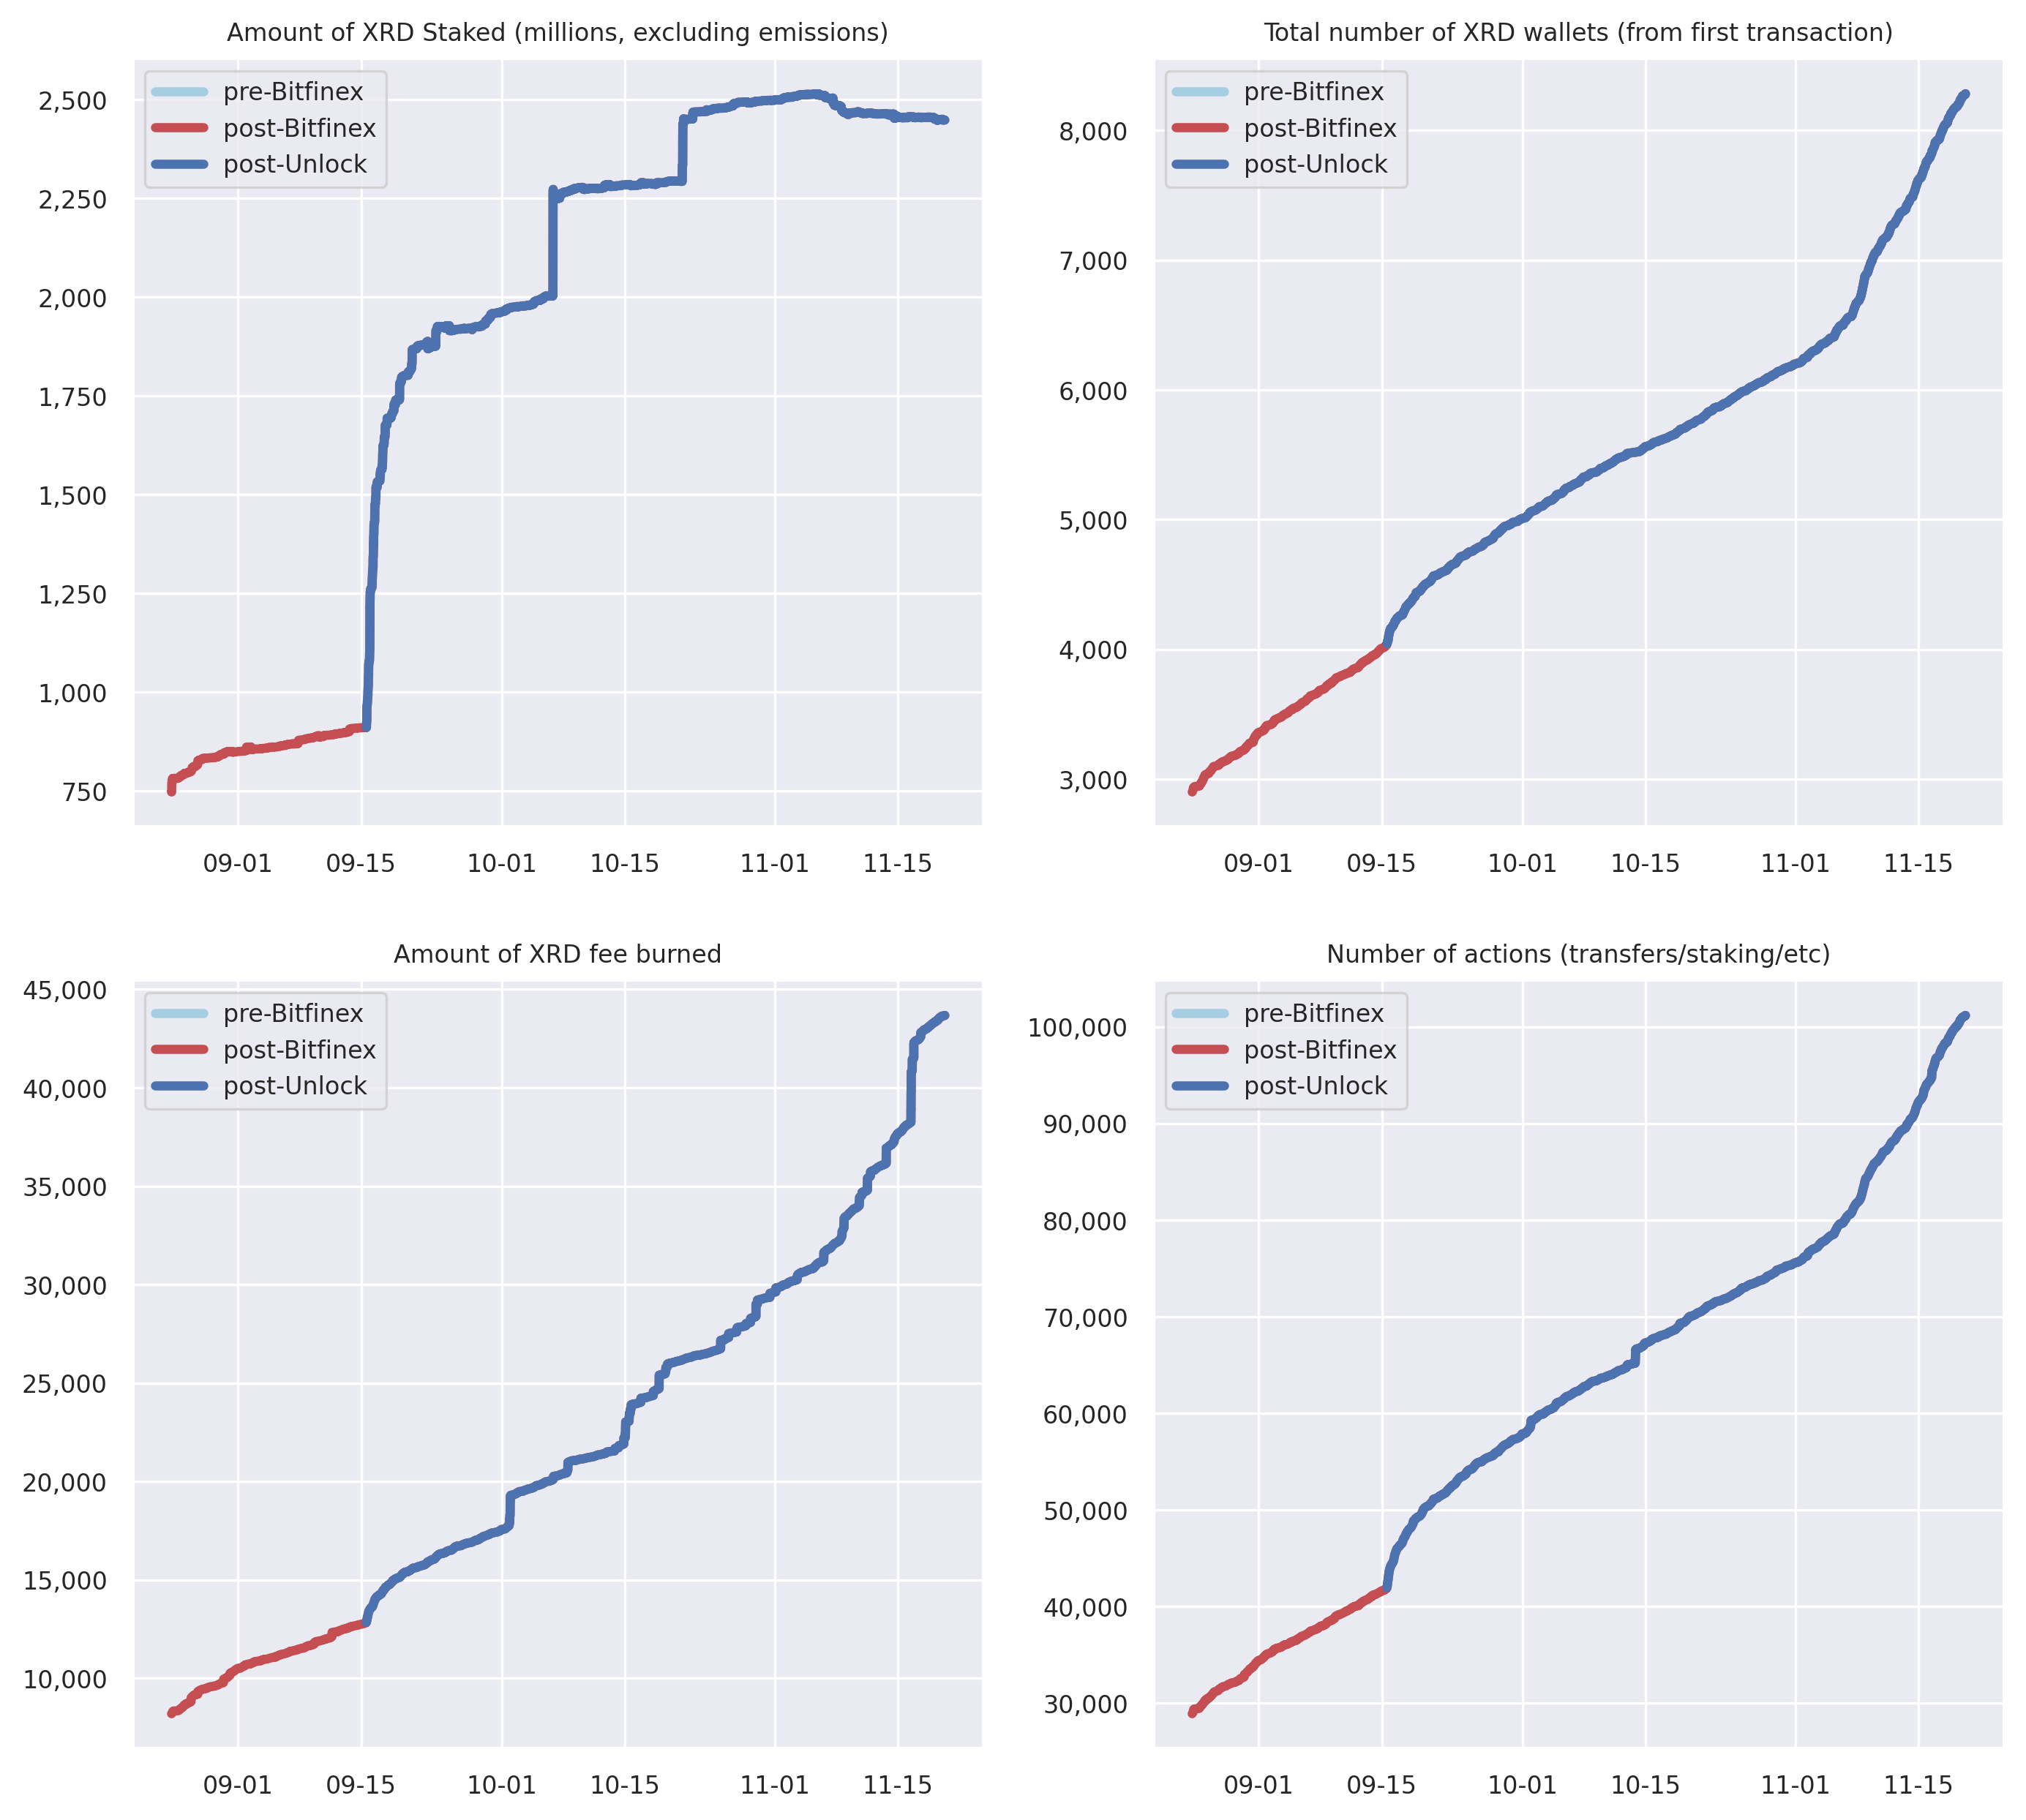 Amount of XRD Staked (millions, excluding emissions)
pre-Bitfinex
post-Bitfinex
post-Unlock
2,500
2,250
2,000
1,750
1,500
1,250
1,000
750
09-01 09-15 10-01 10-15 11-01 11-15
Total number of XRD wallets (from first transaction)
pre-Bitfinex
post-Bitfinex
post-Unlock
8,000
7,000
6,000
5,000
4,000
3,000
09-01 09-15 10-01 10-15 11-01 11-15
Amount of XRD fee burned
pre-Bitfinex
post-Bitfinex
post-Unlock
45,000
40,000
35,000
30,000
25,000
20,000
15,000
10,000
09-01 09-15 10-01 10-15 11-01 11-15
Number of actions (transfers/staking/etc)
pre-Bitfinex
post-Bitfinex
post-Unlock
100,000
90,000
80,000
70,000
60,000
50,000
40,000
30,000
09-01 09-15 10-01 10-15 11-01 11-15